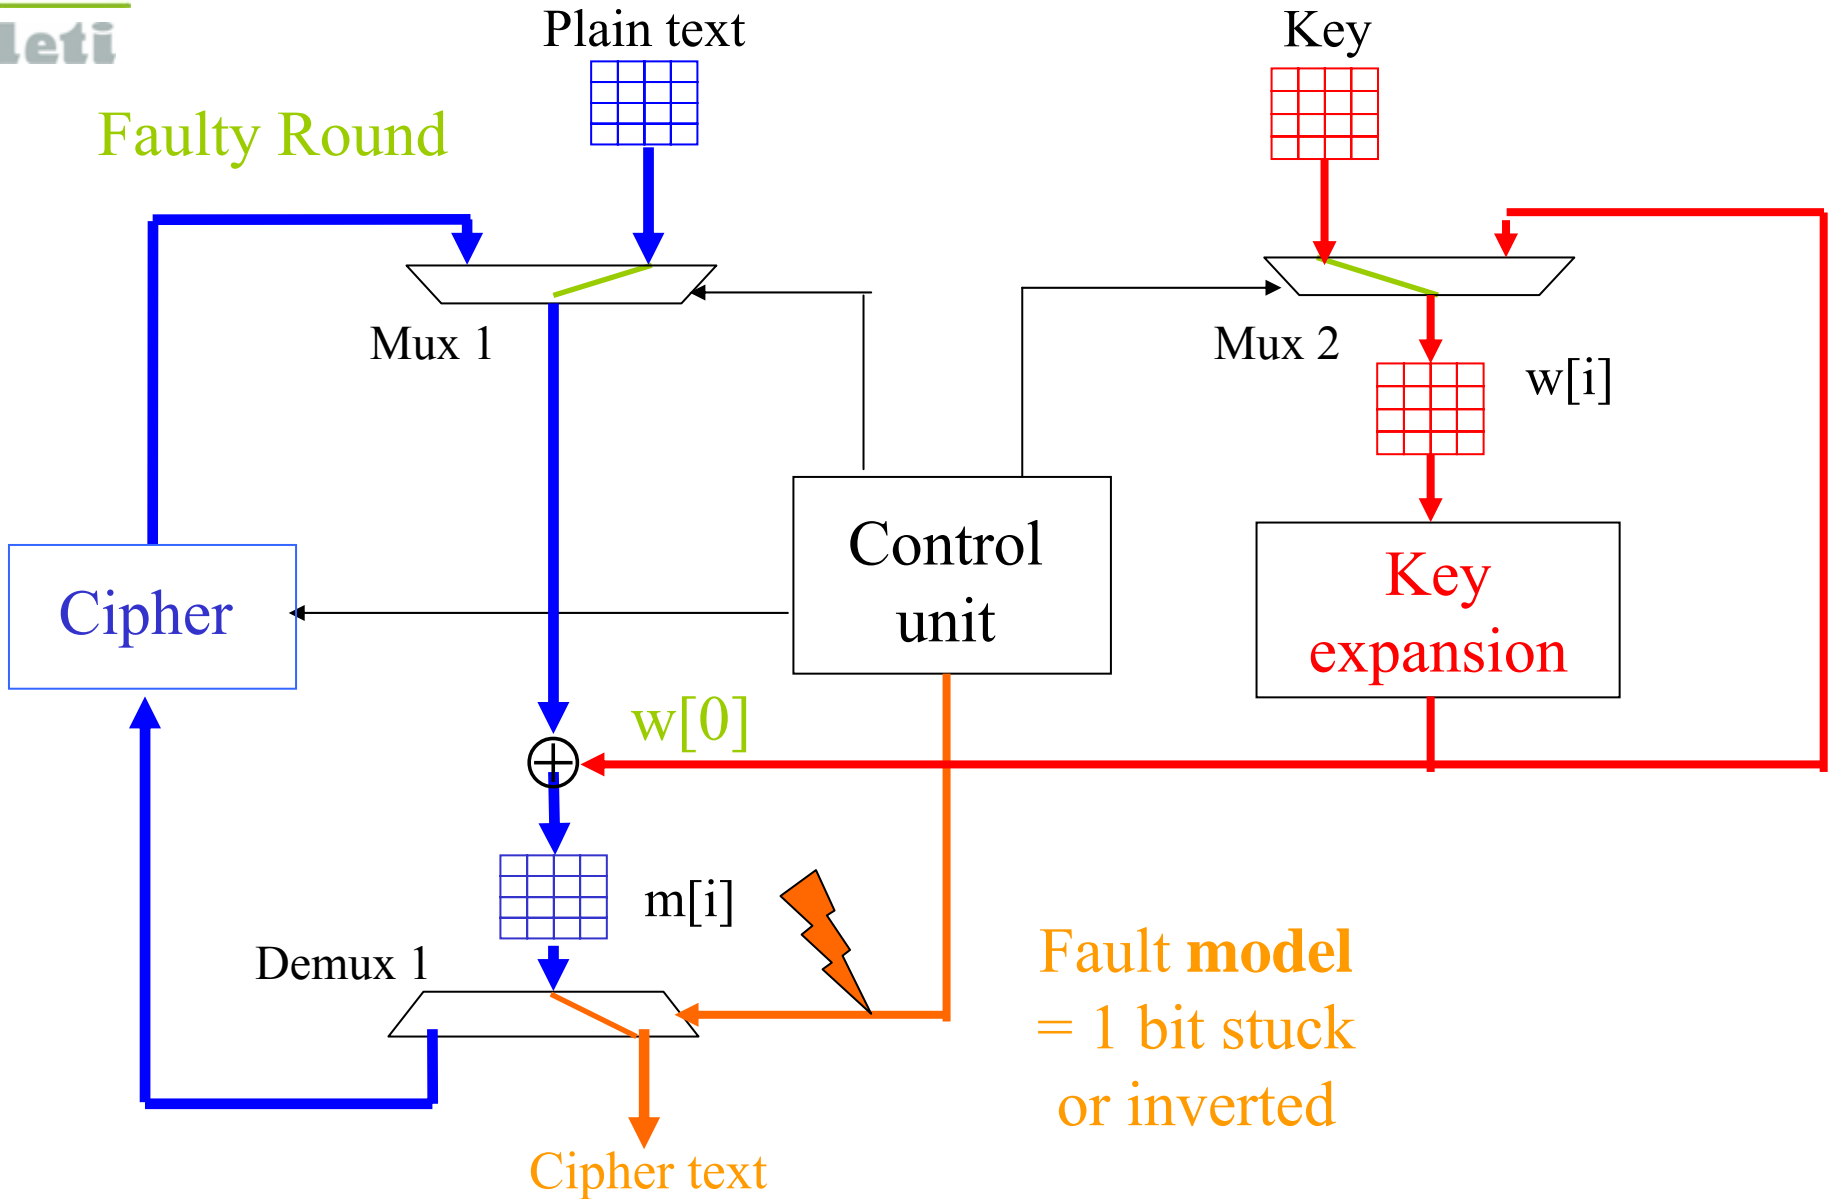 leti
Plain text
Key
Faulty Round
Mux 1
Mux 2
w[i]
Control
unit
Cipher
Key
expansion
w[0]
m[i]
Demux 1
Fault model
= 1 bit stuck
or inverted
Cipher text